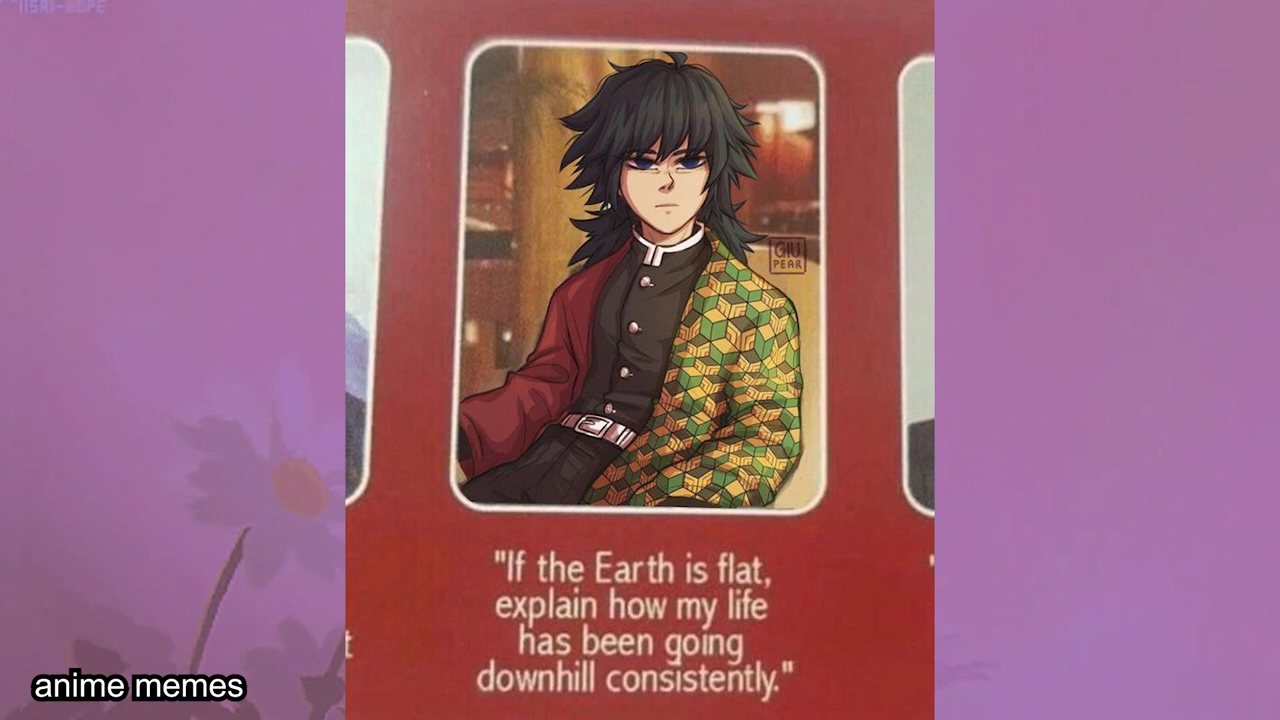 GIU
PEAR
"If the Earth is flat,
explain how my life
has been going
downhill consistently."
anime memes